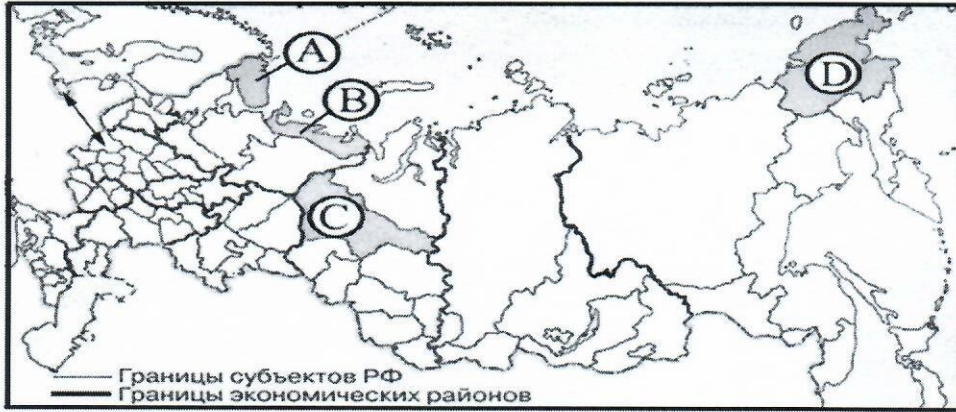 A
B
D
C
Границы субъектов РФ
Границы экономических районов